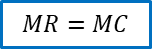 MR = MC